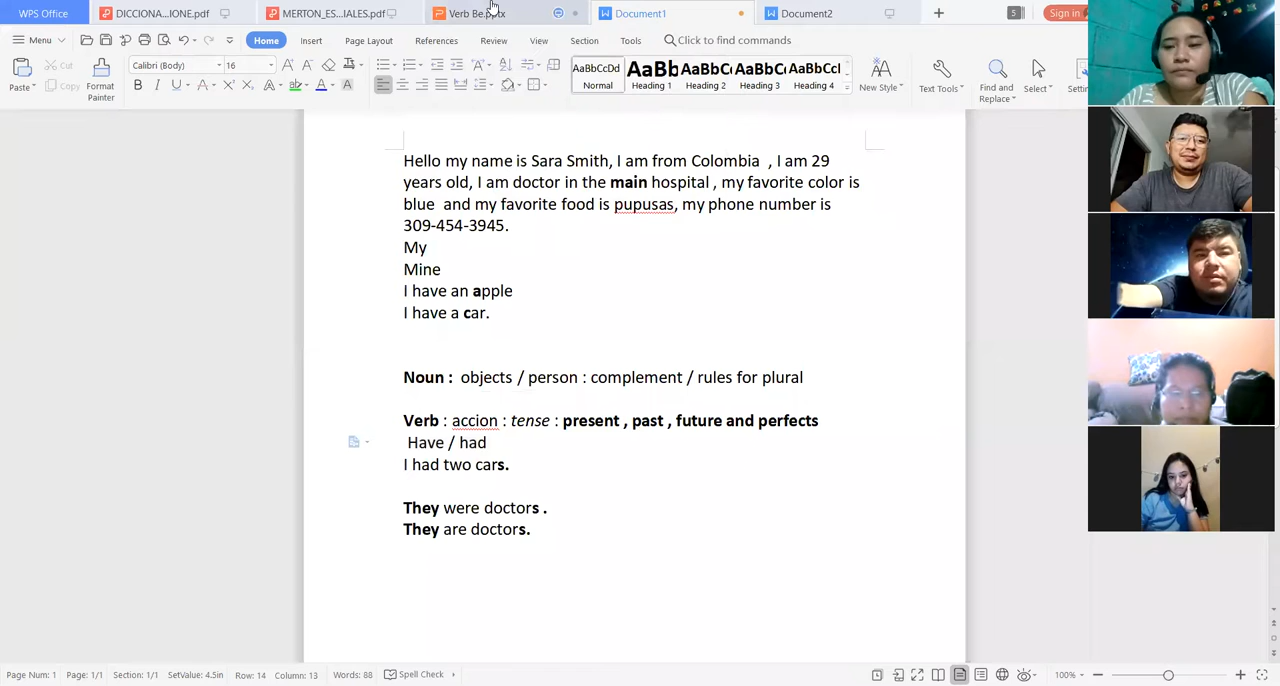 WPS Office DICCIONA...IONE.pdf MERTON_ES...IALES.pdf Verb Be.pptx Document1 Document2 + 5 Sign in
Menu Home Insert Page Layout References Review View Section Tools Click to find commands
Paste Cut Copy Format Painter Calibri (Body) 16 AaBbCcDd Normal AaBb Heading 1 AaBbC Heading 2 AaBbC Heading 3 AaBbCcl Heading 4 New Style Text Tools Find and Replace Select
Hello my name is Sara Smith, I am from Colombia , I am 29
years old, I am doctor in the main hospital , my favorite color is
blue and my favorite food is pupusas, my phone number is
309-454-3945.
My
Mine
I have an apple
I have a car.
Noun : objects / person : complement / rules for plural
Verb : accion : tense : present , past , future and perfects
Have / had
I had two cars.
They were doctors .
They are doctors.
Page Num: 1 Page: 1/1 Section: 1/1 SetValue: 4.5in Row: 14 Column: 13 Words: 88 Spell Check 100%